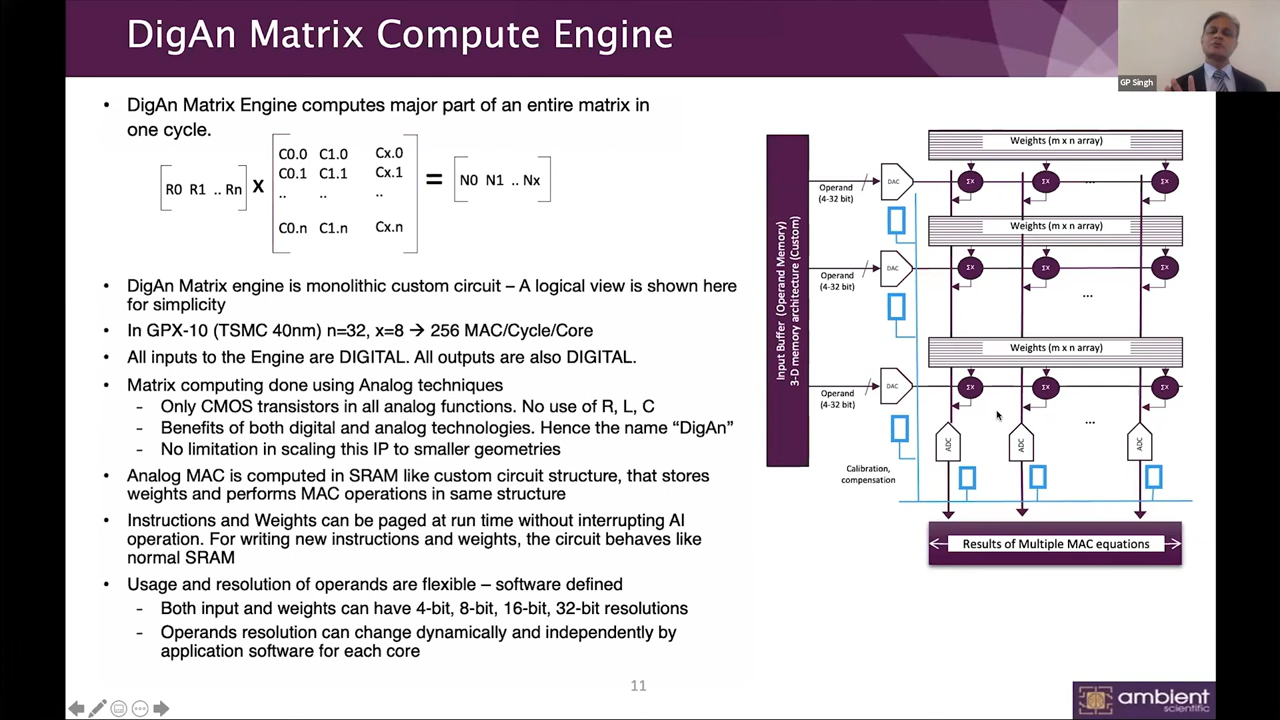 DigAn Matrix Compute Engine
GP Singh
• DigAn Matrix Engine computes major part of an entire matrix in
one cycle.
R0 R1 .. Rn X C0.0 C1.0 Cx.0 = N0 N1 .. Nx
C0.1 C1.1 Cx.1
.. .. ..
C0.n C1.n Cx.n
• DigAn Matrix engine is monolithic custom circuit – A logical view is shown here
for simplicity
• In GPX-10 (TSMC 40nm) n=32, x=8 → 256 MAC/Cycle/Core
• All inputs to the Engine are DIGITAL. All outputs are also DIGITAL.
• Matrix computing done using Analog techniques
- Only CMOS transistors in all analog functions. No use of R, L, C
- Benefits of both digital and analog technologies. Hence the name “DigAn”
- No limitation in scaling this IP to smaller geometries
• Analog MAC is computed in SRAM like custom circuit structure, that stores
weights and performs MAC operations in same structure
• Instructions and Weights can be paged at run time without interrupting AI
operation. For writing new instructions and weights, the circuit behaves like
normal SRAM
• Usage and resolution of operands are flexible – software defined
- Both input and weights can have 4-bit, 8-bit, 16-bit, 32-bit resolutions
- Operands resolution can change dynamically and independently by
application software for each core
Input Buffer (Operand Memory)
3-D memory architecture (Custom)
Weights (m x n array)
Operand
(4-32 bit)
DAC
ΣX ΣX ... ΣX
Weights (m x n array)
Operand
(4-32 bit)
DAC
ΣX ΣX ΣX
...
Weights (m x n array)
Operand
(4-32 bit)
DAC
ΣX ΣX ΣX
...
ADC ADC ADC
Calibration,
compensation
Results of Multiple MAC equations
11
ambient
scientific